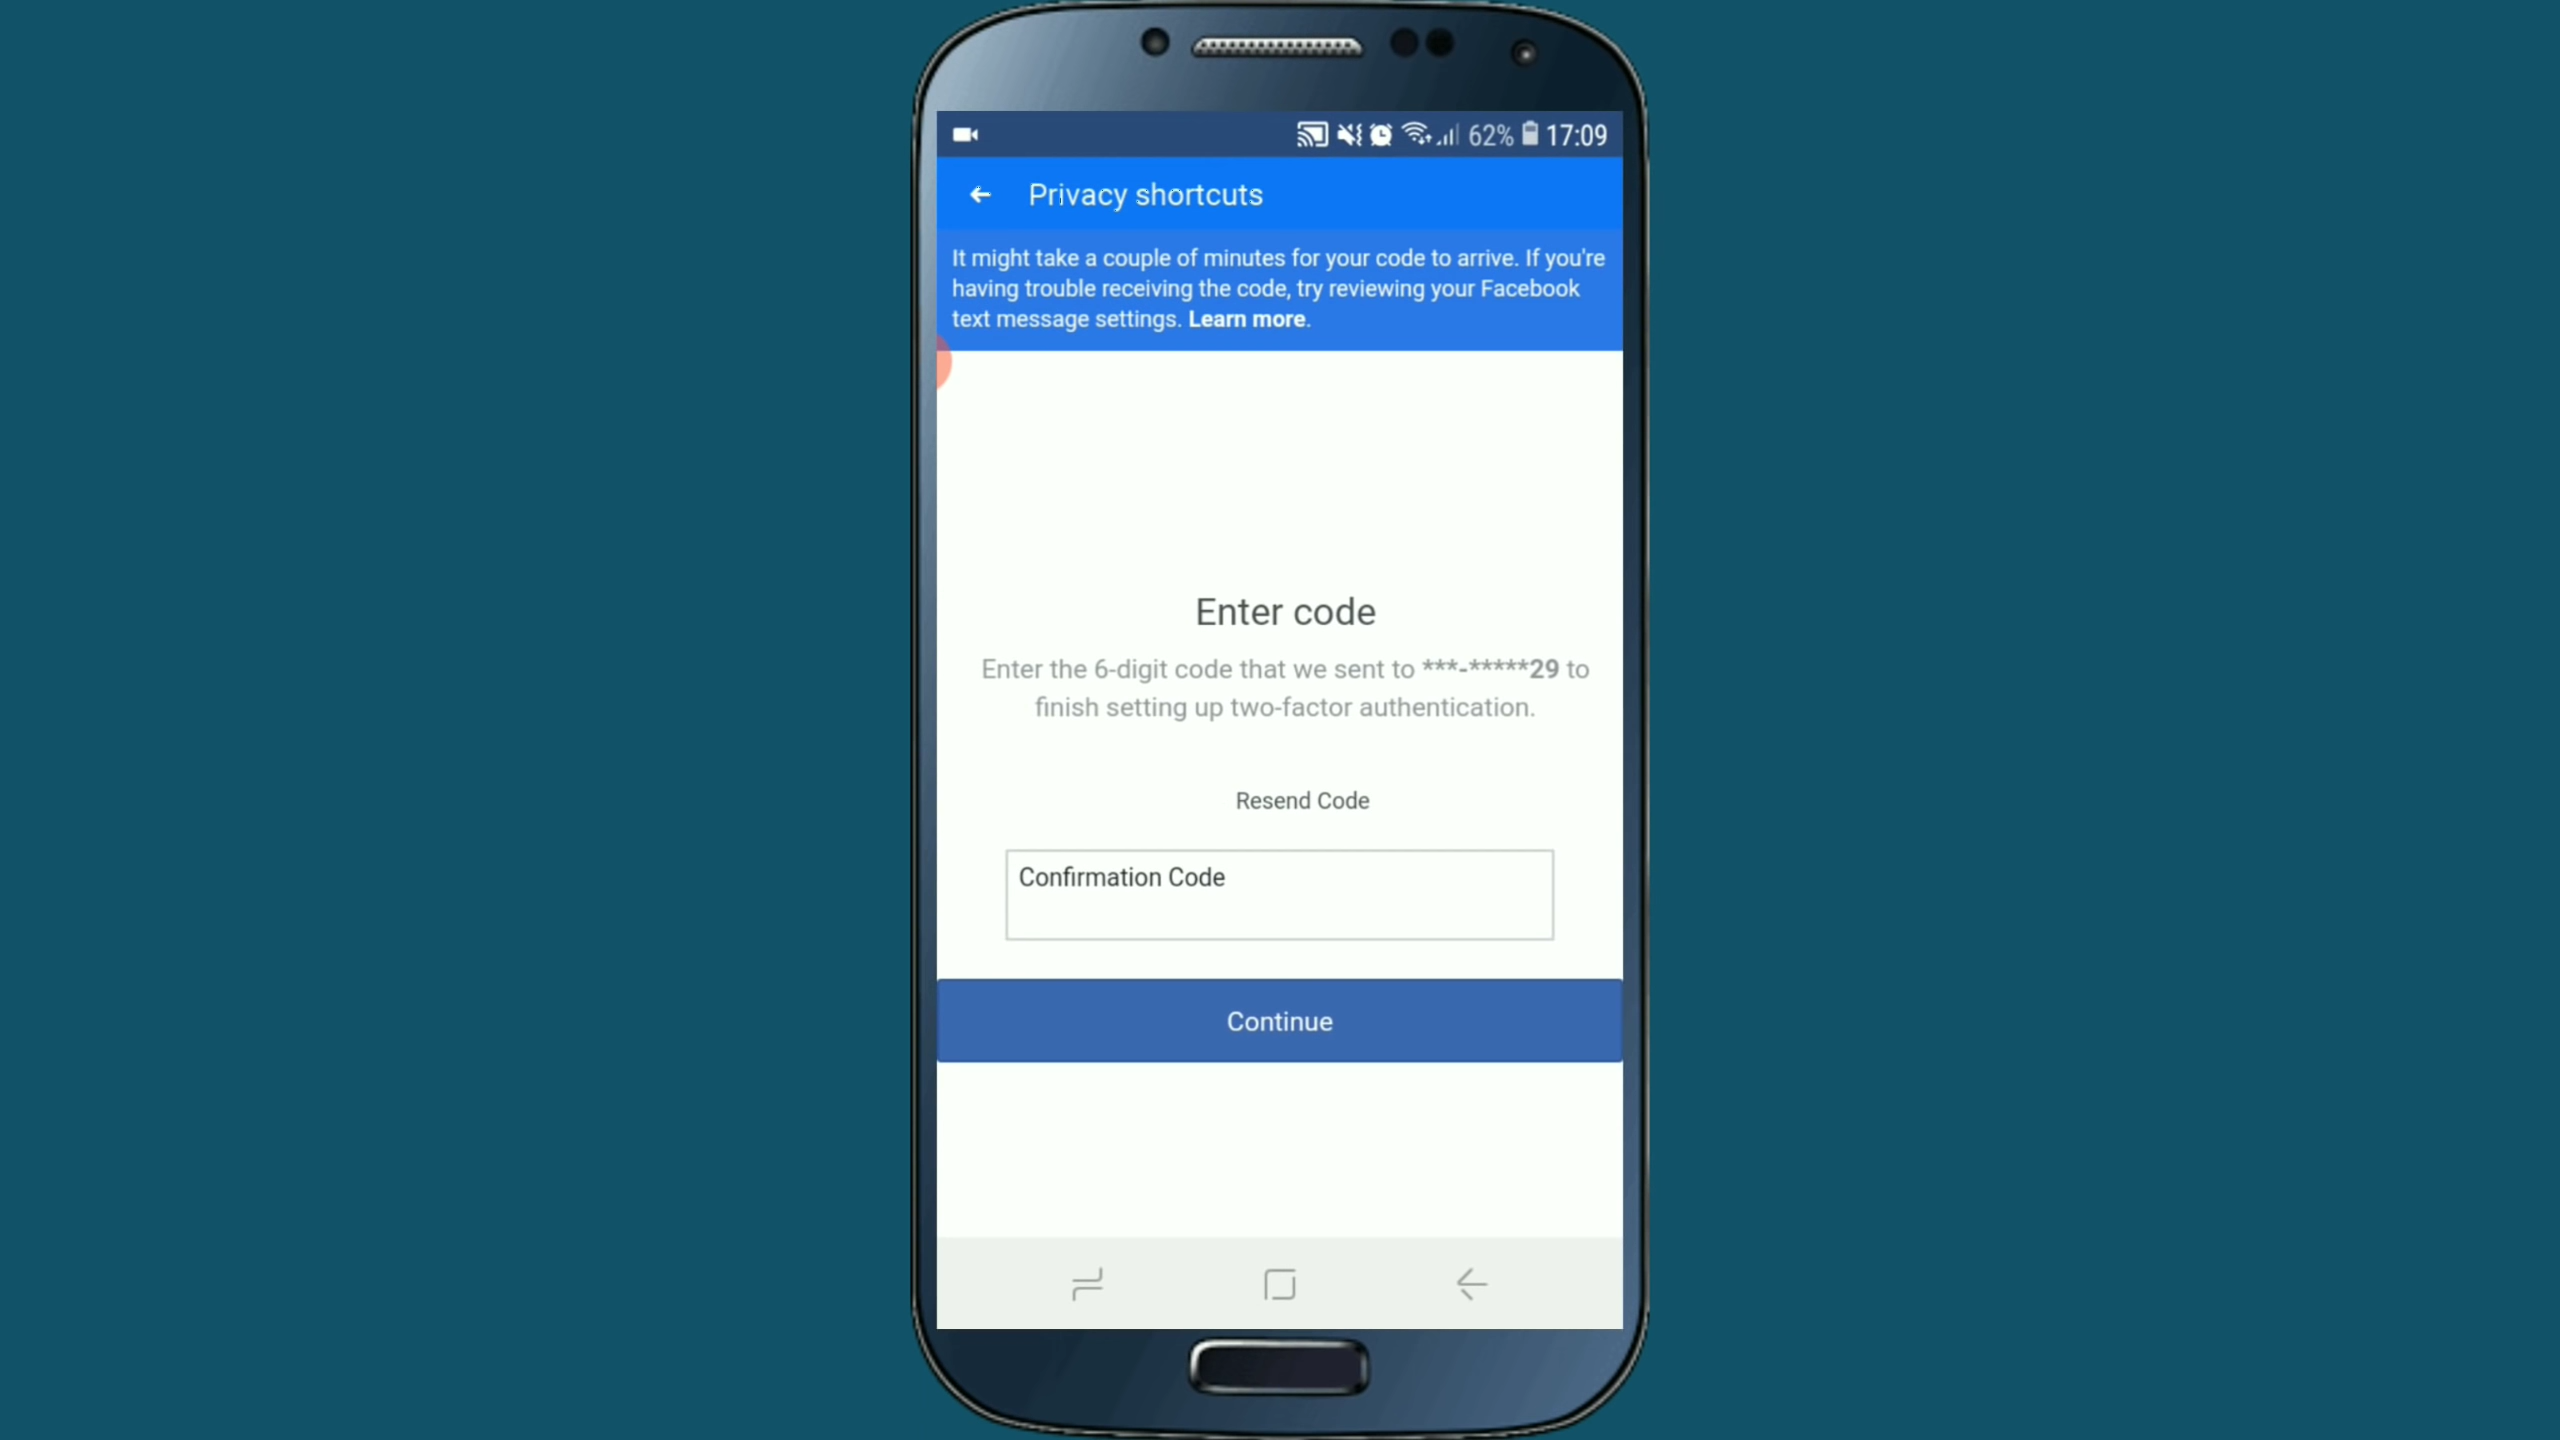 62% 17:09
Privacy shortcuts
It might take a couple of minutes for your code to arrive. If you're
having trouble receiving the code, try reviewing your Facebook
text message settings. Learn more.
Enter code
Enter the 6-digit code that we sent to ***-*****29 to
finish setting up two-factor authentication.
Resend Code
Confirmation Code
Continue